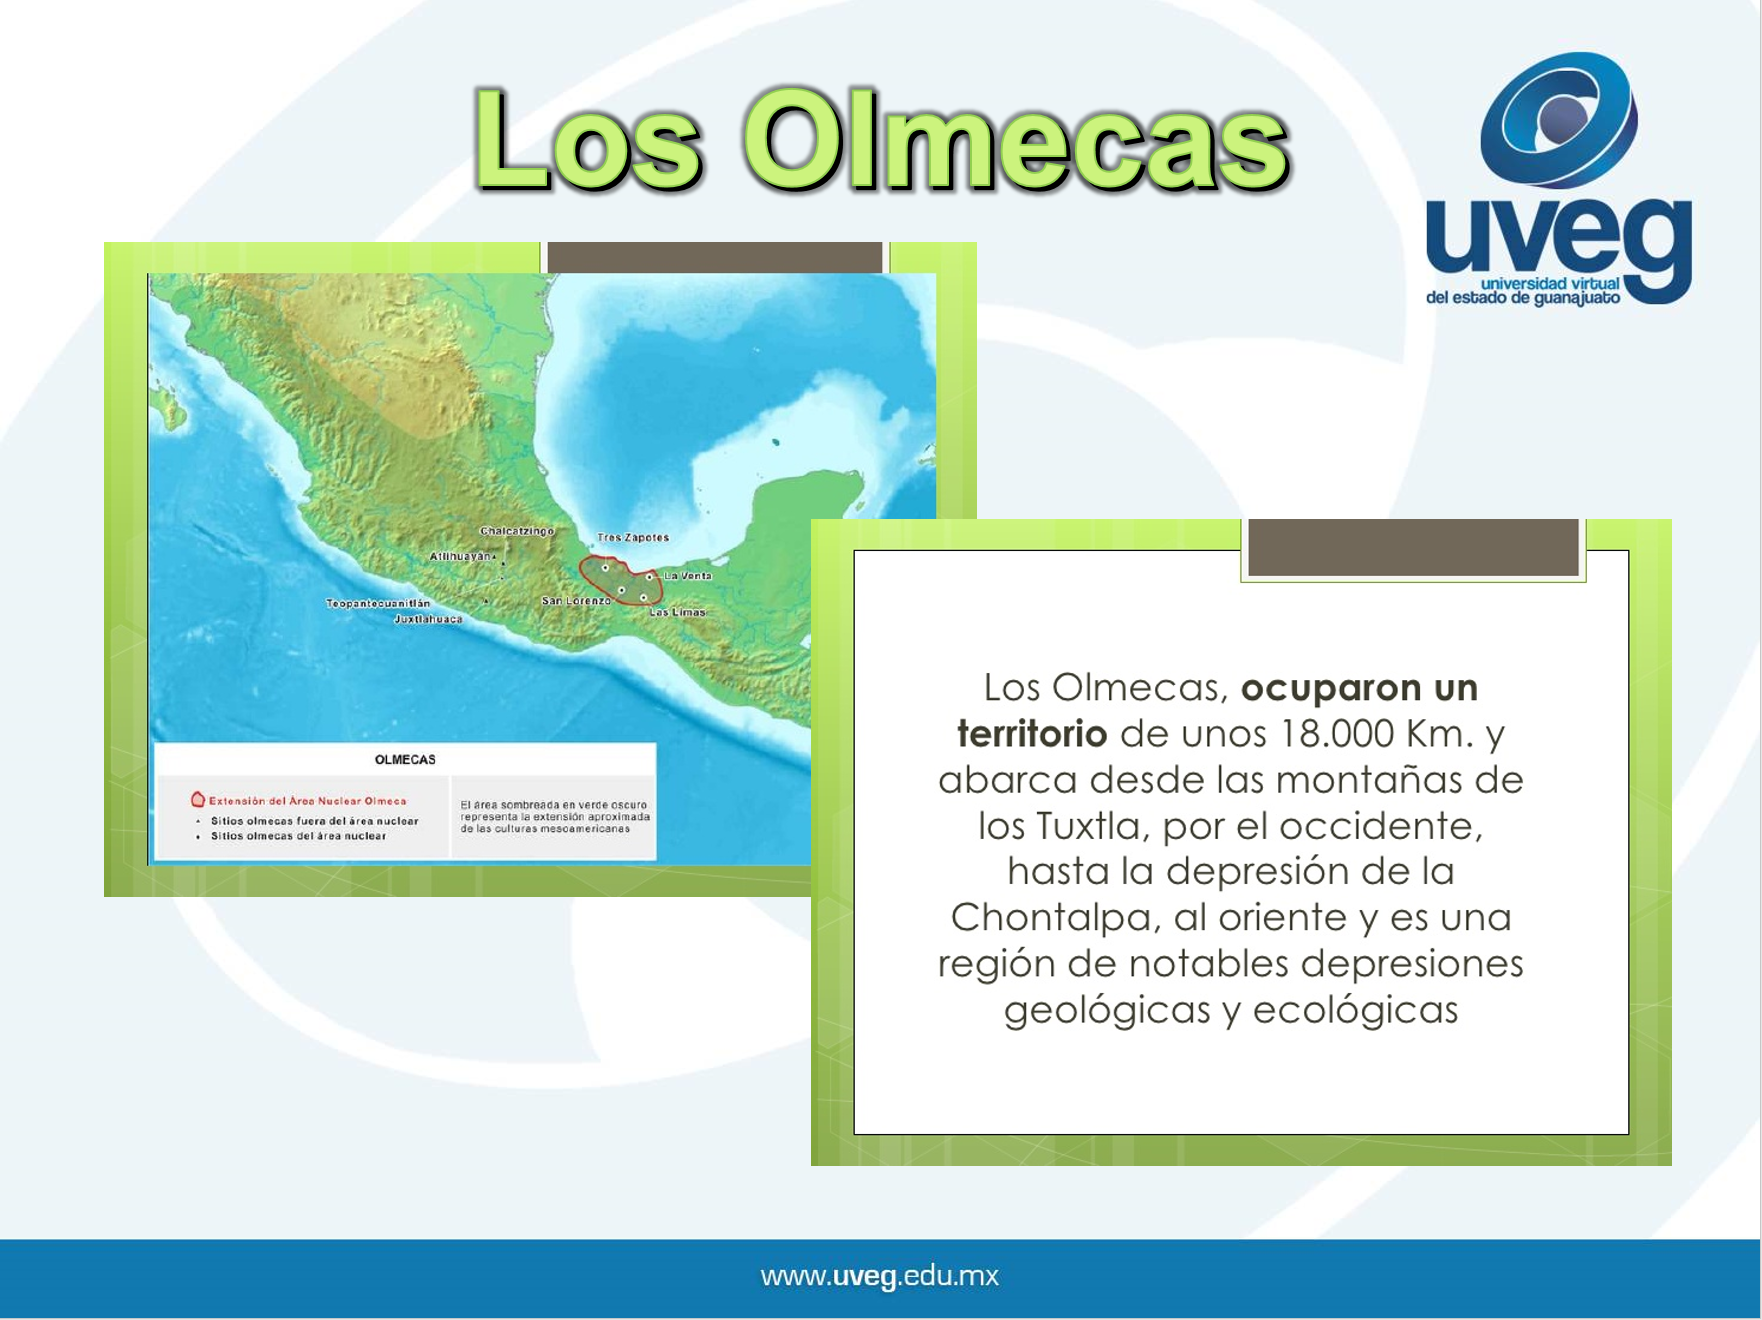 Los Olmecas
uveg
universidad virtual
del estado de guanajuato
Chalcatzingo
Tres Zapotes
Atlihuayán
La Venta
Teopantecuanitlán
San Lorenzo
Las Limas
Juxtlahuaca
OLMECAS
Extensión del Área Nuclear Olmeca
Sitios olmecas fuera del área nuclear
Sitios olmecas del área nuclear
El área sombreada en verde oscuro
representa la extensión aproximada
de las culturas mesoamericanas
Los Olmecas, ocuparon un
territorio de unos 18.000 Km. y
abarca desde las montañas de
los Tuxtla, por el occidente,
hasta la depresión de la
Chontalpa, al oriente y es una
región de notables depresiones
geológicas y ecológicas
www.uveg.edu.mx